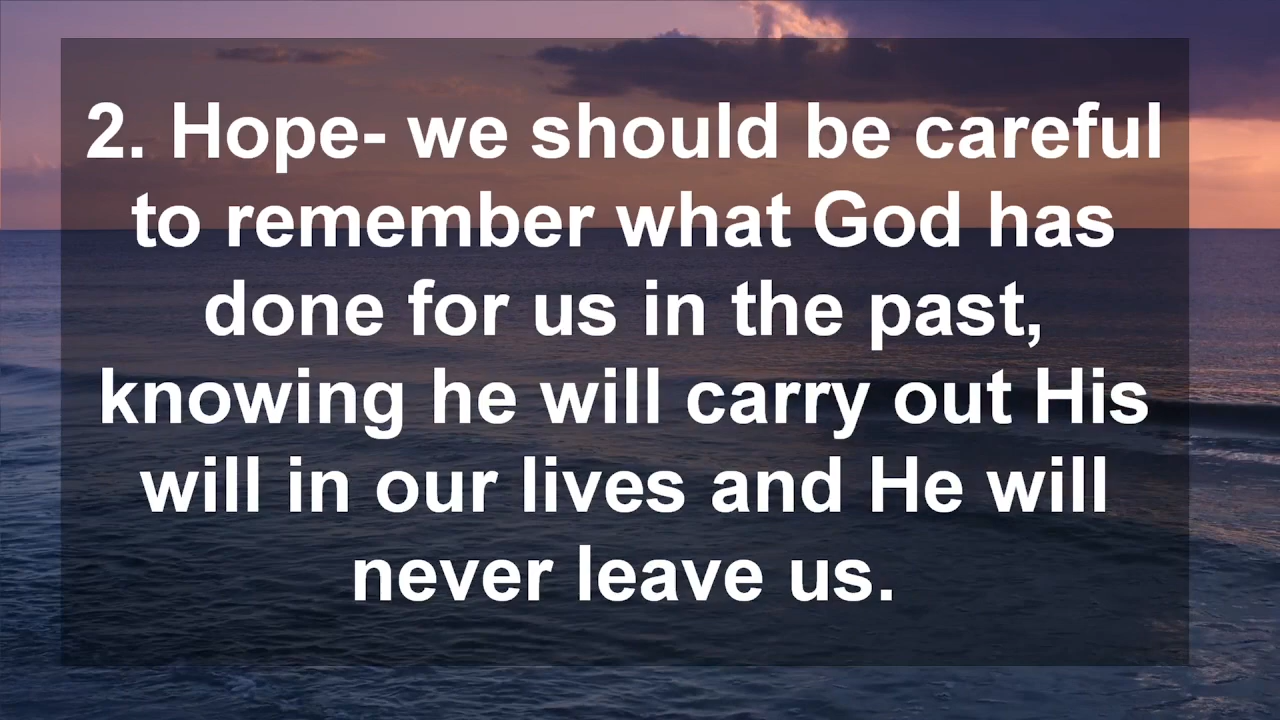 2. Hope- we should be careful
to remember what God has
done for us in the past,
knowing he will carry out His
will in our lives and He will
never leave us.